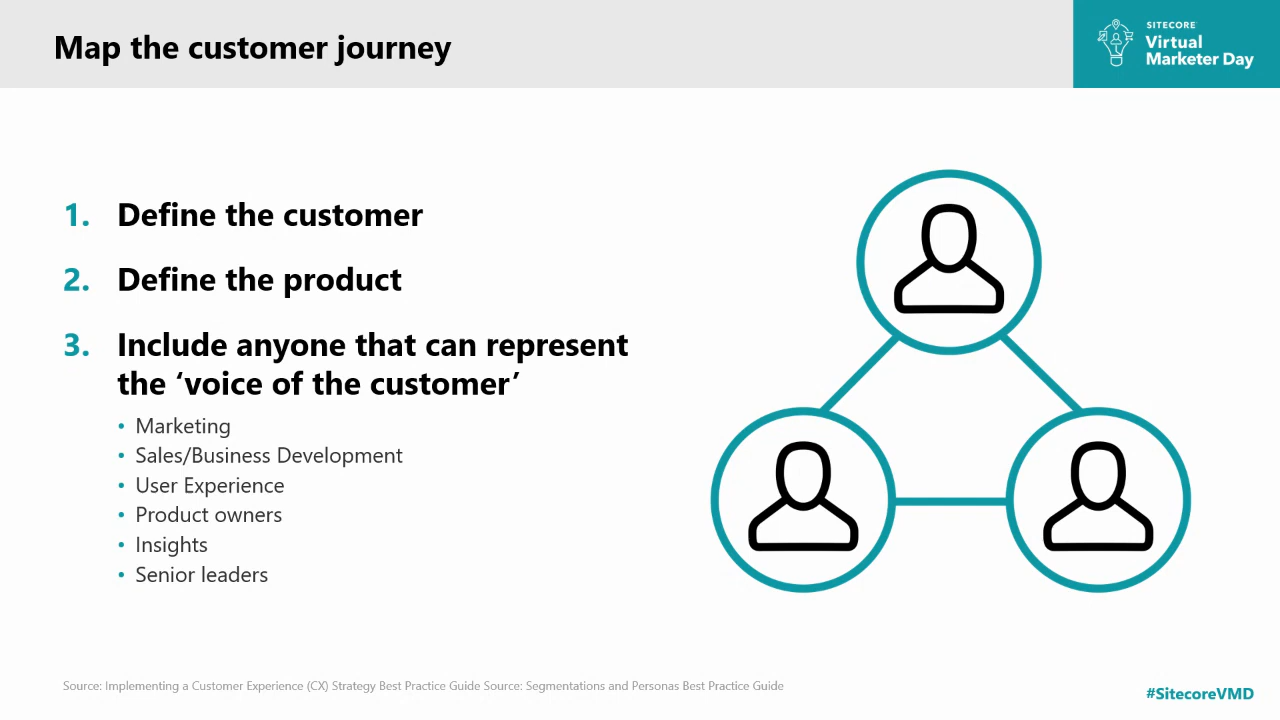 Map the customer journey
SITECORE
Virtual
Marketer Day
1. Define the customer
2. Define the product
3. Include anyone that can represent
the ‘voice of the customer’
• Marketing
• Sales/Business Development
• User Experience
• Product owners
• Insights
• Senior leaders
Source: Implementing a Customer Experience (CX) Strategy Best Practice Guide Source: Segmentations and Personas Best Practice Guide
#SitecoreVMD